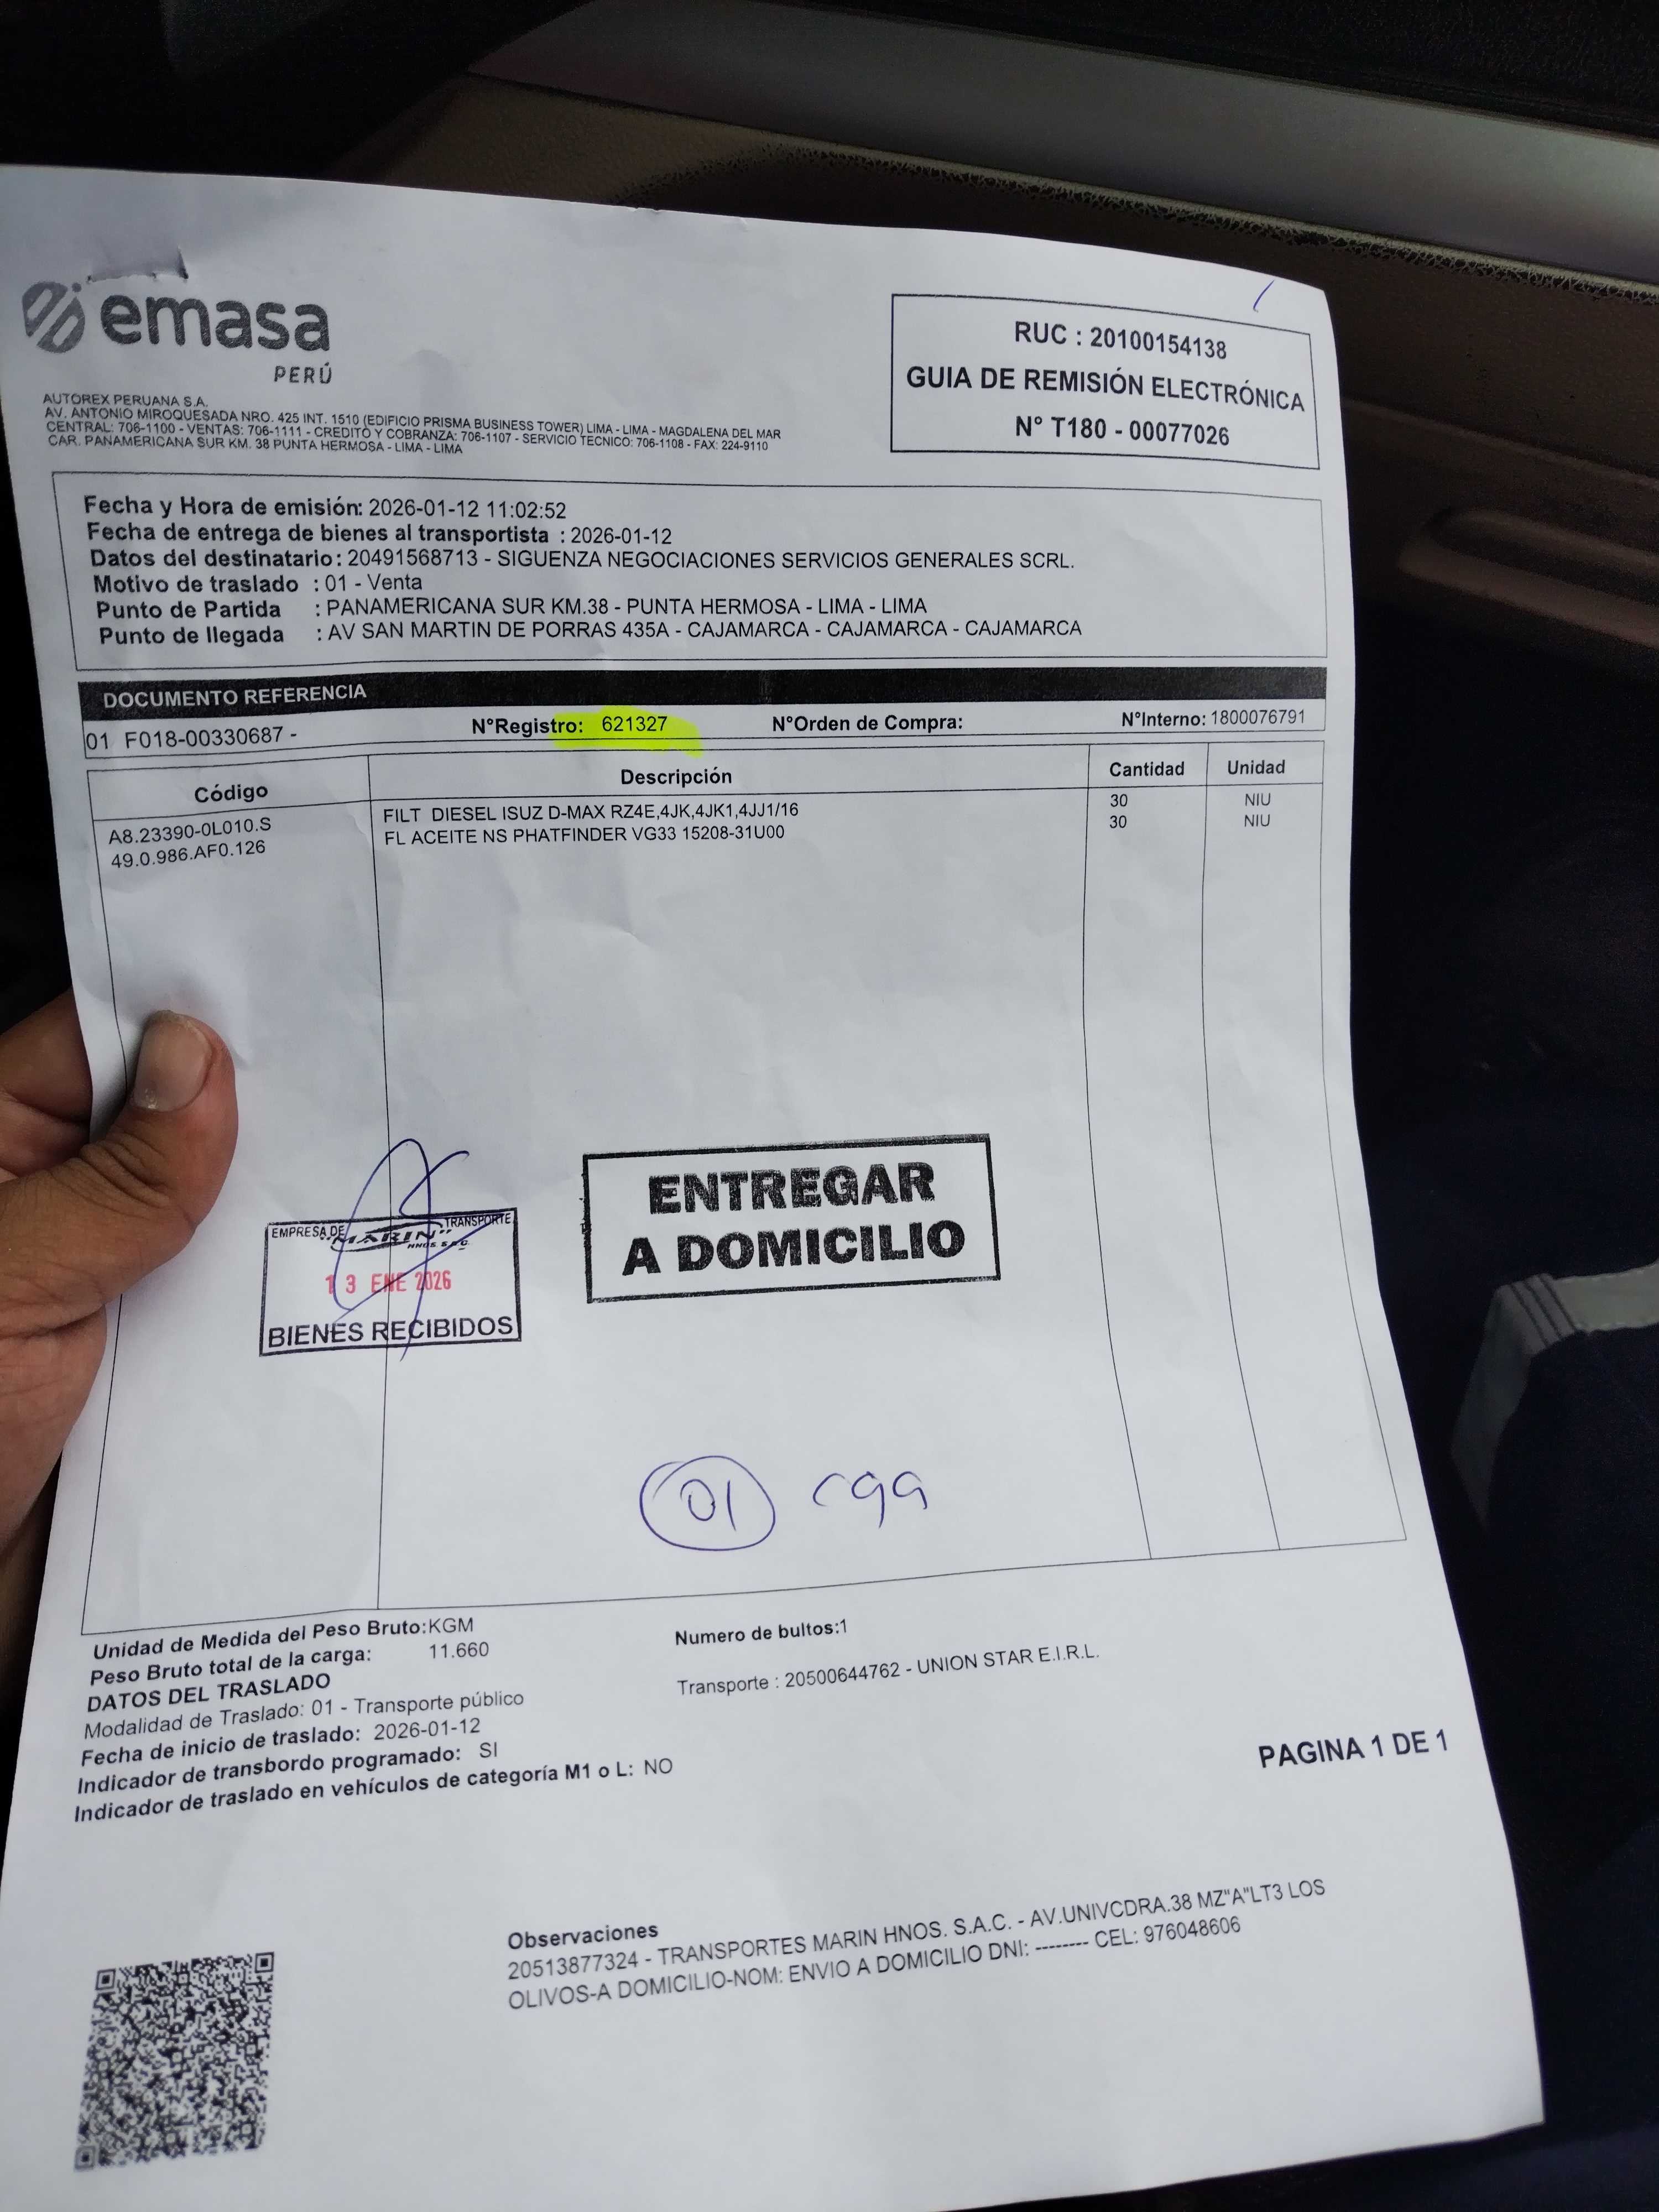 emasa
PERÚ
AUTOREX PERUANA S.A.
AV. ANTONIO MIROQUESADA NRO. 425 INT. 1510 (EDIFICIO PRISMA BUSINESS TOWER) LIMA - LIMA - MAGDALENA DEL MAR
CENTRAL: 706-1100 - VENTAS: 706-1111 - CREDITO Y COBRANZA: 706-1107 - SERVICIO TECNICO: 706-1108 - FAX: 224-9110
CAR. PANAMERICANA SUR KM. 38 PUNTA HERMOSA - LIMA - LIMA
RUC : 20100154138
GUIA DE REMISIÓN ELECTRÓNICA
N° T180 - 00077026
Fecha y Hora de emisión: 2026-01-12 11:02:52
Fecha de entrega de bienes al transportista : 2026-01-12
Datos del destinatario: 20491568713 - SIGUENZA NEGOCIACIONES SERVICIOS GENERALES SCRL.
Motivo de traslado : 01 - Venta
Punto de Partida : PANAMERICANA SUR KM.38 - PUNTA HERMOSA - LIMA - LIMA
Punto de llegada : AV SAN MARTIN DE PORRAS 435A - CAJAMARCA - CAJAMARCA - CAJAMARCA
DOCUMENTO REFERENCIA
01 F018-00330687 - N°Registro: 621327 N°Orden de Compra: N°Interno: 1800076791
Código Descripción Cantidad Unidad
A8.23390-0L010.S FILT DIESEL ISUZ D-MAX RZ4E,4JK,4JK1,4JJ1/16 30 NIU
49.0.986.AF0.126 FL ACEITE NS PHATFINDER VG33 15208-31U00 30 NIU
ENTREGAR
A DOMICILIO
EMPRESA DE TRANSPORTE
"MARIN"
HNOS S.A.C.
13 ENE 2026
BIENES RECIBIDOS
01
Unidad de Medida del Peso Bruto:KGM
Peso Bruto total de la carga: 11.660
Numero de bultos:1
DATOS DEL TRASLADO
Transporte : 20500644762 - UNION STAR E.I.R.L.
Modalidad de Traslado: 01 - Transporte público
Fecha de inicio de traslado: 2026-01-12
Indicador de transbordo programado: SI
Indicador de traslado en vehículos de categoría M1 o L: NO
PAGINA 1 DE 1
Observaciones
20513877324 - TRANSPORTES MARIN HNOS. S.A.C. - AV.UNIVCDRA.38 MZ"A"LT3 LOS
OLIVOS-A DOMICILIO-NOM: ENVIO A DOMICILIO DNI: -------- CEL: 976048606